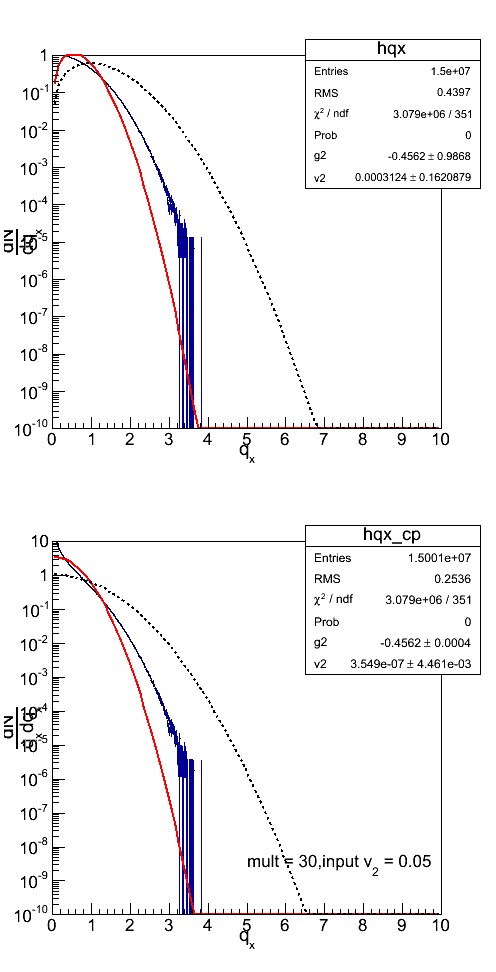 hqx
Entries 1.5e+07
RMS 0.4397
χ² / ndf 3.079e+06 / 351
Prob 0
g2 -0.4562 ± 0.9868
v2 0.0003124 ± 0.1620879
1
10⁻¹
10⁻²
10⁻³
10⁻⁴
10⁻⁵
10⁻⁶
10⁻⁷
10⁻⁸
10⁻⁹
10⁻¹⁰
0 1 2 3 4 5 6 7 8 9 10
qₓ
hqx_cp
Entries 1.5001e+07
RMS 0.2536
χ² / ndf 3.079e+06 / 351
Prob 0
g2 -0.4562 ± 0.0004
v2 3.549e-07 ± 4.461e-03
10
1
10⁻¹
10⁻²
10⁻³
10⁻⁴
10⁻⁵
10⁻⁶
10⁻⁷
10⁻⁸
10⁻⁹
10⁻¹⁰
mult = 30,input v₂ = 0.05
0 1 2 3 4 5 6 7 8 9 10
qₓ